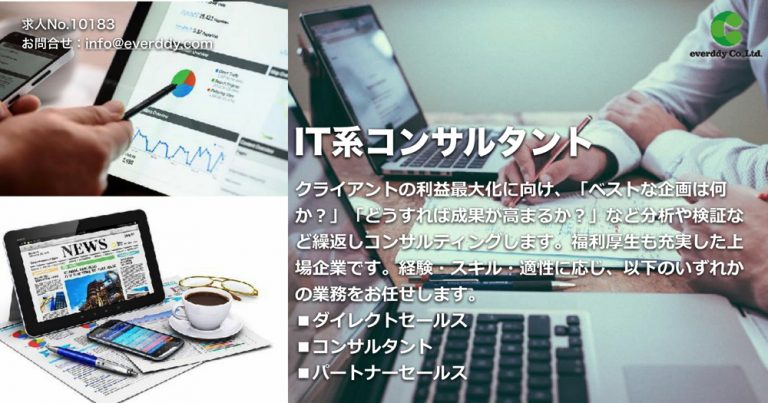 求人No.10183
お問合せ：info@everddy.com
everddy Co.,Ltd.
IT系コンサルタント
クライアントの利益最大化に向け、「ベストな企画は何
か？」「どうすれば成果が高まるか？」など分析や検証な
ど繰返しコンサルティングします。福利厚生も充実した上
場企業です。経験・スキル・適性に応じ、以下のいずれか
の業務をお任せします。
■ダイレクトセールス
■コンサルタント
■パートナーセールス
NEWS